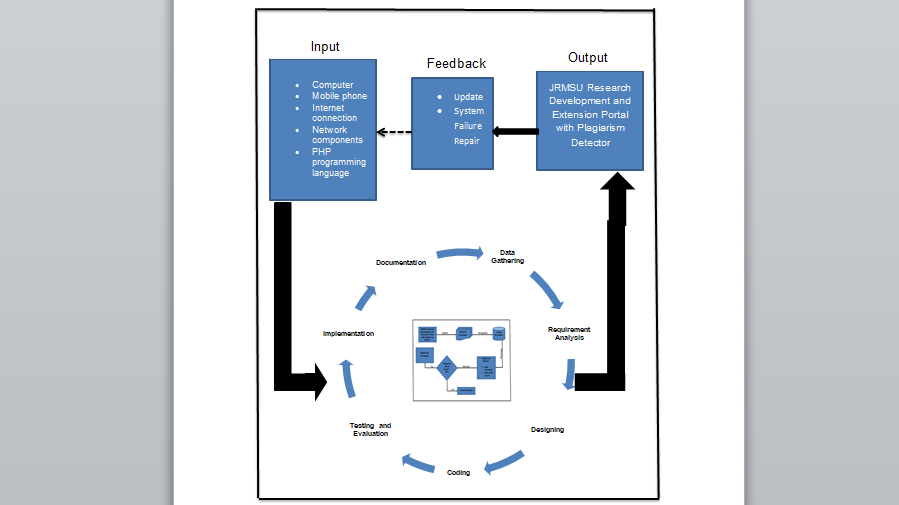 Input
Computer
Mobile phone
Internet
connection
Network
components
PHP
programming
language
Feedback
Update
System
Failure
Repair
Output
JRMSU Research
Development and
Extension Portal
with Plagiarism
Detector
Documentation
Data
Gathering
Requirement
Analysis
Designing
Coding
Testing and
Evaluation
Implementation